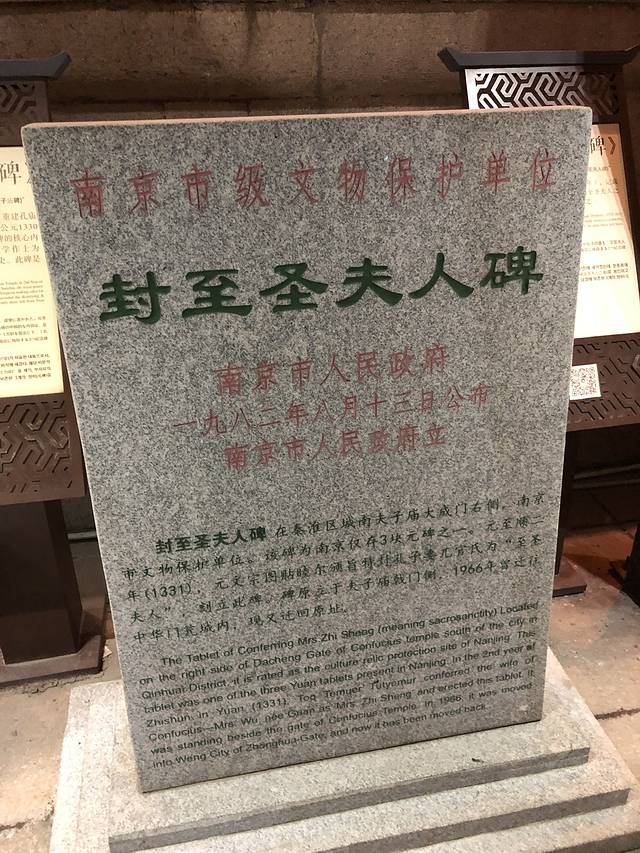 南京市级文物保护单位
封至圣夫人碑
南京市人民政府
一九八二年八月十三日公布
南京市人民政府立
封至圣夫人碑 在秦淮区城南夫子庙大成门右侧，南京
市文物保护单位。该碑为南京仅存3块元碑之一。元至顺二
年(1331)，元文宗图贴睦尔颁旨特封孔子妻亓官氏为“至圣
夫人”，刻立此碑。碑原立于夫子庙戟门侧，1966年曾迁往
中华门瓮城内，现又迁回原址。
The Tablet of Conferring Mrs Zhi Sheng (meaning sacrosanctity) Located
on the right side of Dacheng Gate of Confucius temple south of the city in
Qinhuai District, it is rated as the culture relic protection site of Nanjing. This
tablet was one of the three Yuan tablets present in Nanjing. In the 2nd year of
Zhishun in Yuan (1331), Toq Temuer conferred the wife of
Confucius—Mrs. Wu, née Guan as Mrs. Zhi Sheng and erected this tablet. It
was standing beside the gate of Confucius Temple. In 1966, it was moved
into Weng City of Zhonghua Gate, and now it has been moved back.